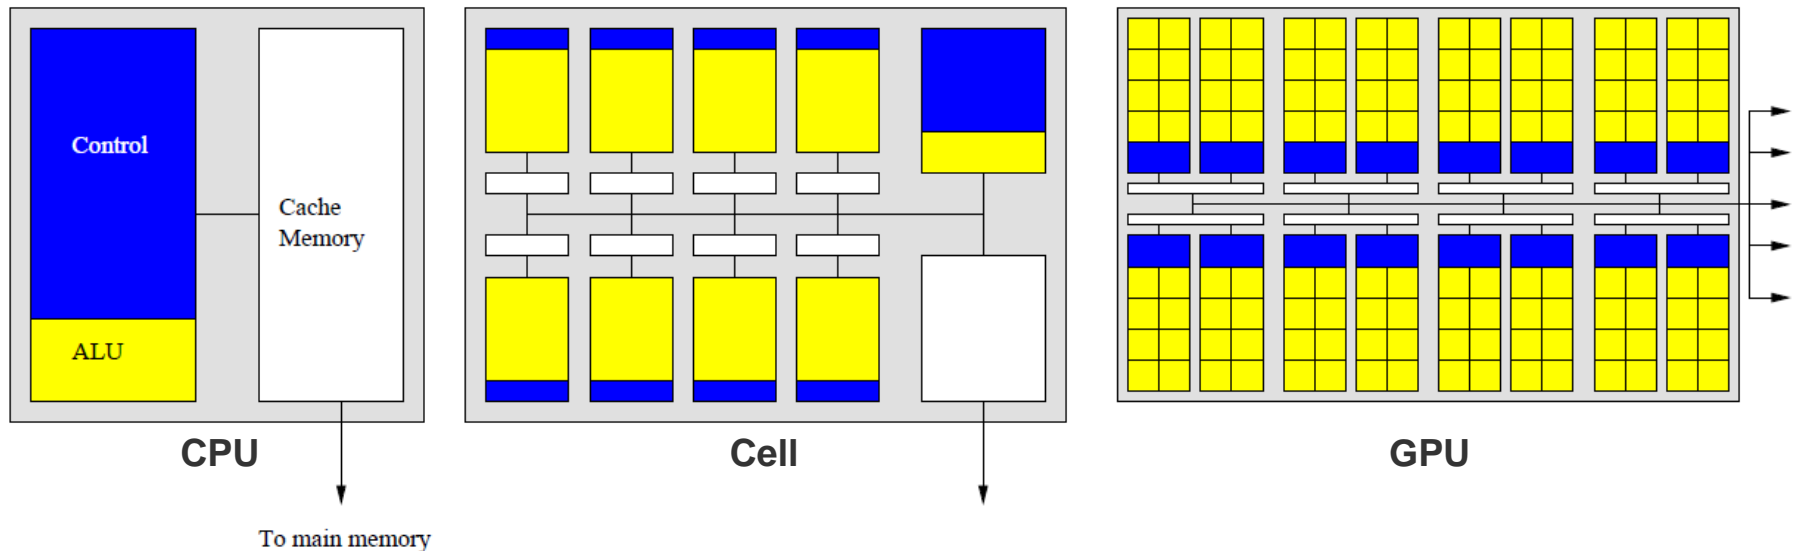 Control
Cache
Memory
ALU
CPU
Cell
GPU
To main memory